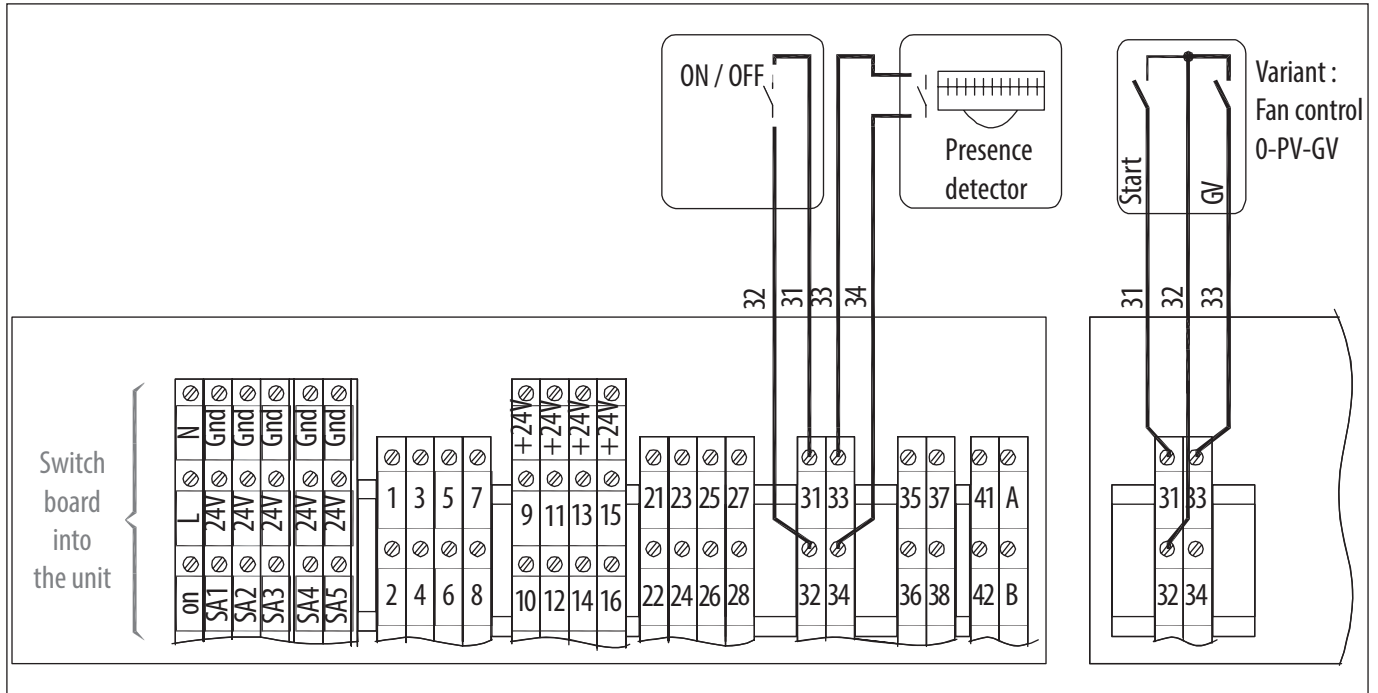 ON / OFF
Presence
detector
Variant :
Fan control
0-PV-GV
Start
GV
32 31 33 34
31 32 33
Switch
board
into
the unit
N Gnd Gnd Gnd Gnd Gnd
L 24V 24V 24V 24V 24V
on SA1 SA2 SA3 SA4 SA5
1 3 5 7
2 4 6 8
+24V +24V +24V +24V
9 11 13 15
10 12 14 16
21 23 25 27
22 24 26 28
31 33
32 34
35 37
36 38
41 A
42 B
31 33
32 34